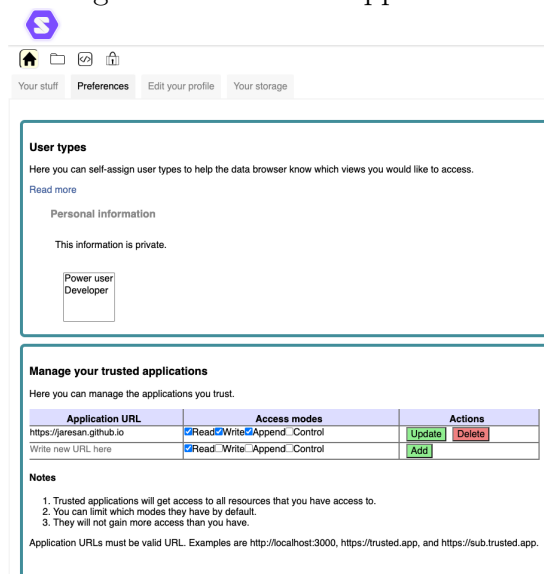 Your stuff Preferences Edit your profile Your storage
User types
Here you can self-assign user types to help the data browser know which views you would like to access.
Read more
Personal information
This information is private.
Power user
Developer
Manage your trusted applications
Here you can manage the applications you trust.
Application URL Access modes Actions
https://jaresan.github.io Read Write Append Control Update Delete
Write new URL here Read Write Append Control Add
Notes
1. Trusted applications will get access to all resources that you have access to.
2. You can limit which modes they have by default.
3. They will not gain more access than you have.
Application URLs must be valid URL. Examples are http://localhost:3000, https://trusted.app, and https://sub.trusted.app.